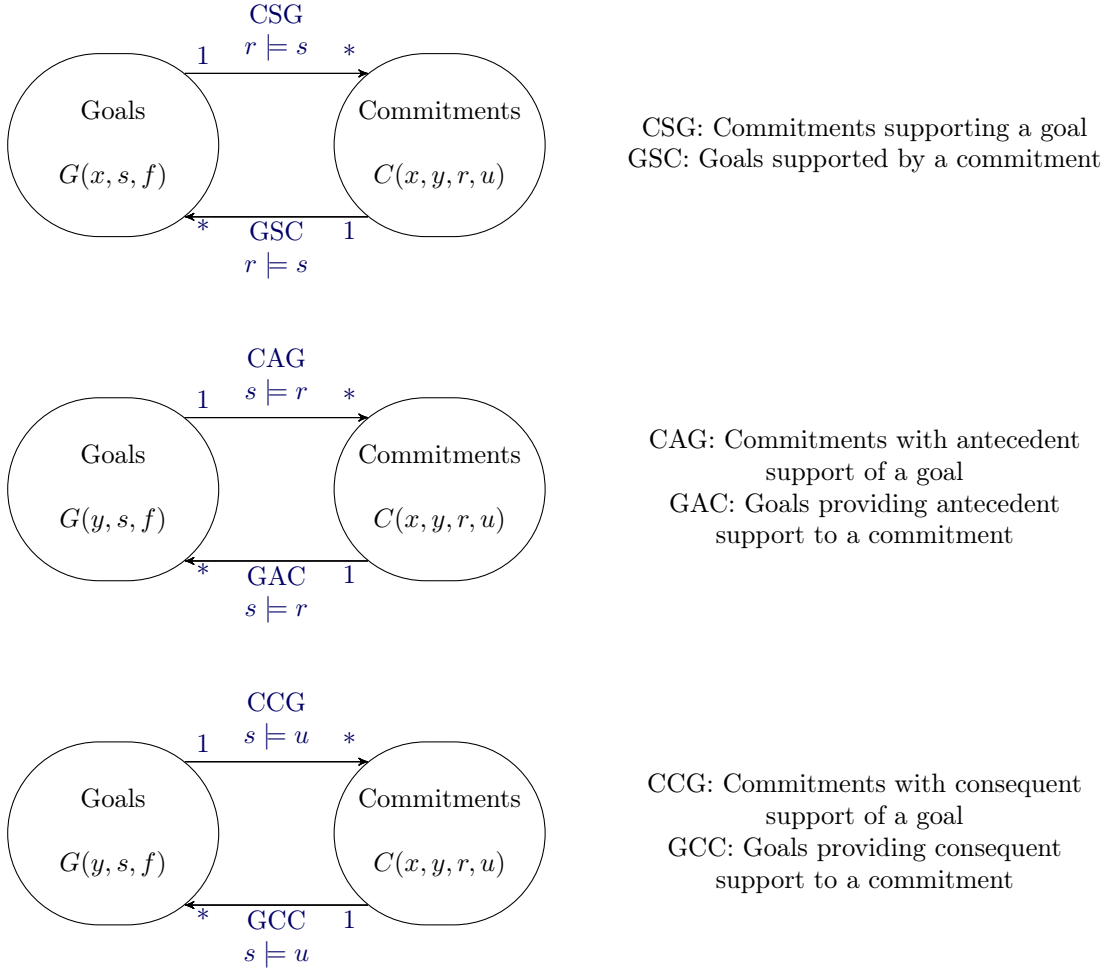 CSG
r ⊨ s
1
*
Goals
Commitments
G(x, s, f)
C(x, y, r, u)
*
GSC
1
r ⊨ s
CSG: Commitments supporting a goal
GSC: Goals supported by a commitment
CAG
s ⊨ r
1
*
Goals
Commitments
G(y, s, f)
C(x, y, r, u)
*
GAC
1
s ⊨ r
CAG: Commitments with antecedent
support of a goal
GAC: Goals providing antecedent
support to a commitment
CCG
s ⊨ u
1
*
Goals
Commitments
G(y, s, f)
C(x, y, r, u)
*
GCC
1
s ⊨ u
CCG: Commitments with consequent
support of a goal
GCC: Goals providing consequent
support to a commitment